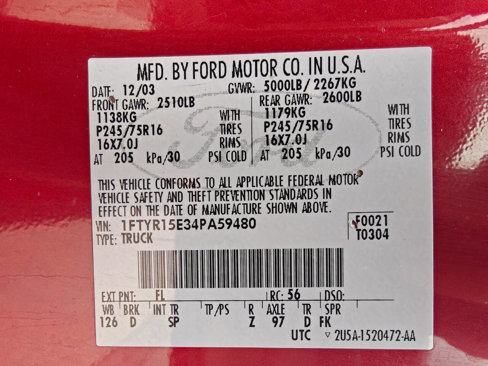 MFD. BY FORD MOTOR CO. IN U.S.A.
DATE: 12/03 GVWR: 5000LB/ 2267KG
FRONT GAWR: 2510LB REAR GAWR: 2600LB
1138KG WITH 1179KG WITH
P245/75R16 TIRES P245/75R16 TIRES
16X7.0J RIMS 16X7.0J RIMS
AT 205 kPa/30 PSI COLD AT 205 kPa/30 PSI COLD
Ford
THIS VEHICLE CONFORMS TO ALL APPLICABLE FEDERAL MOTOR
VEHICLE SAFETY AND THEFT PREVENTION STANDARDS IN
EFFECT ON THE DATE OF MANUFACTURE SHOWN ABOVE.
VIN: 1FTYR15E34PA59480 F0021
TYPE: TRUCK T0304
EXT PNT: FL RC: 56 DSO:
WB BRK INT TR TP/PS R AXLE TR SPR
126 D SP Z 97 D FK
UTC ▽ 2U5A-1520472-AA